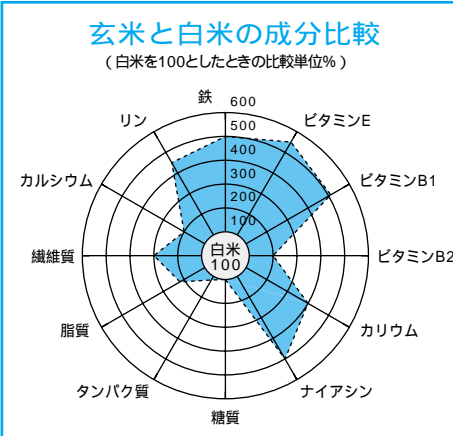 玄米と白米の成分比較
(白米を100としたときの比較単位%)
鉄
600
500
400
300
200
100
白米
100
ビタミンE
ビタミンB1
ビタミンB2
カリウム
ナイアシン
糖質
タンパク質
脂質
繊維質
カルシウム
リン